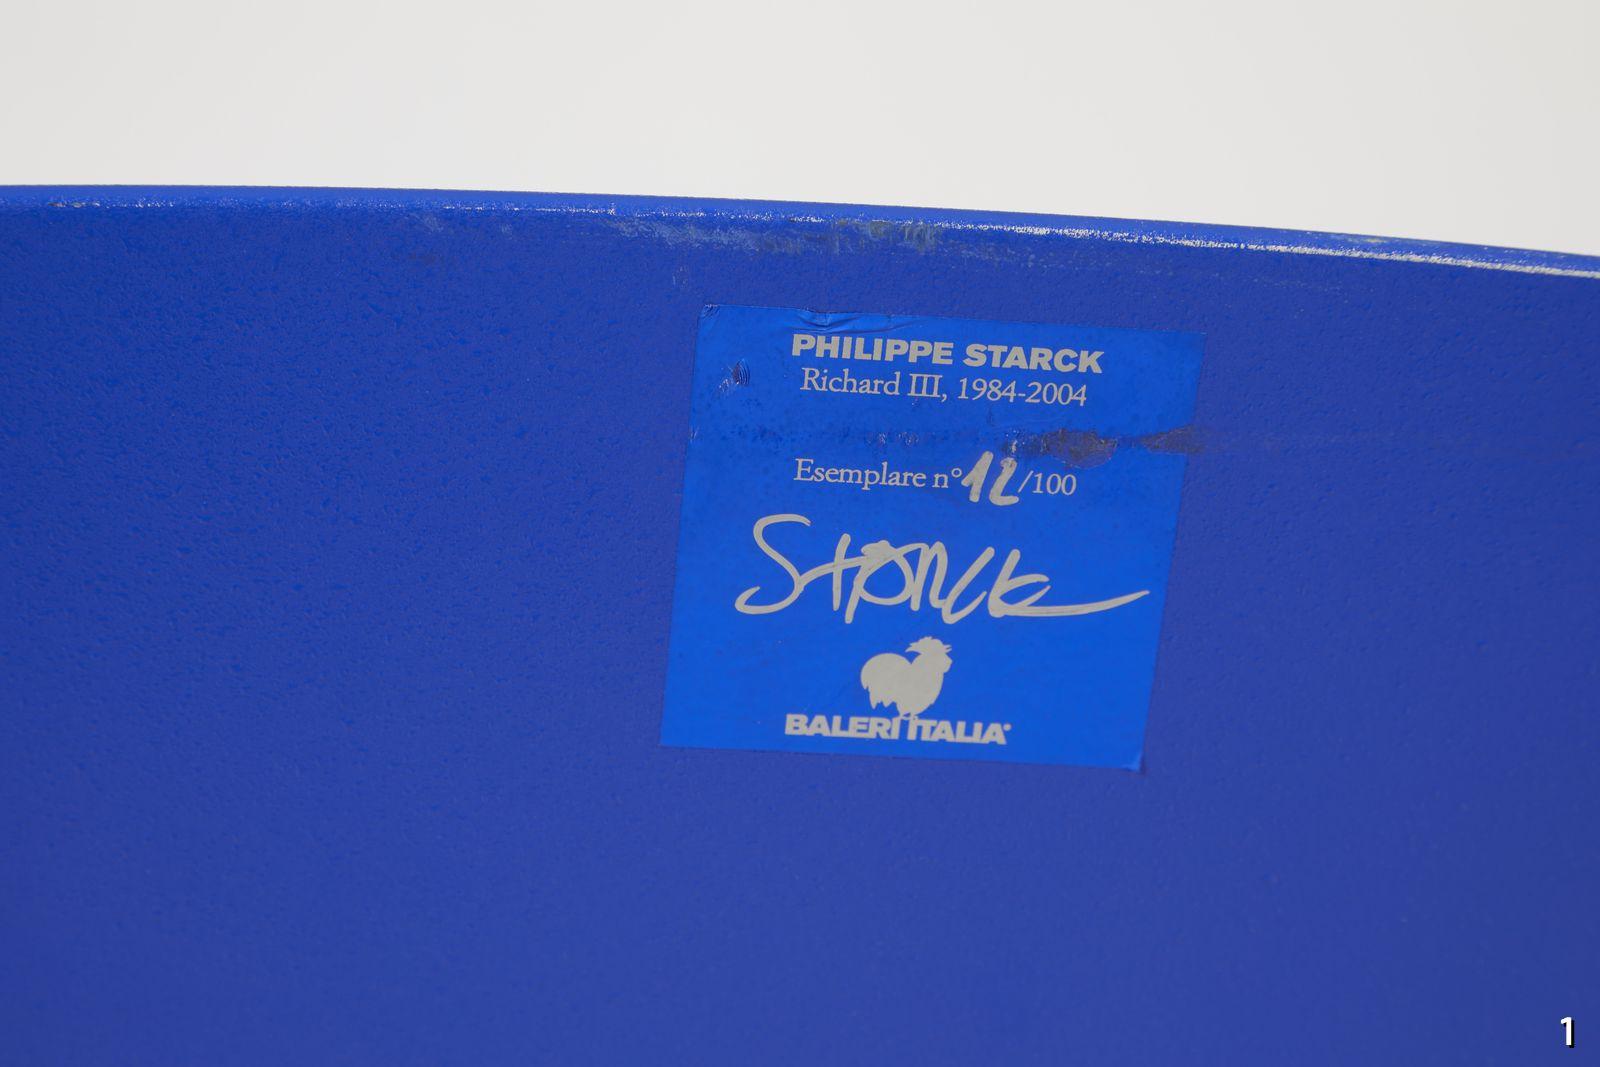 PHILIPPE STARCK
Richard III, 1984-2004
Esemplare n° 12/100
Starck
BALERI ITALIA
1